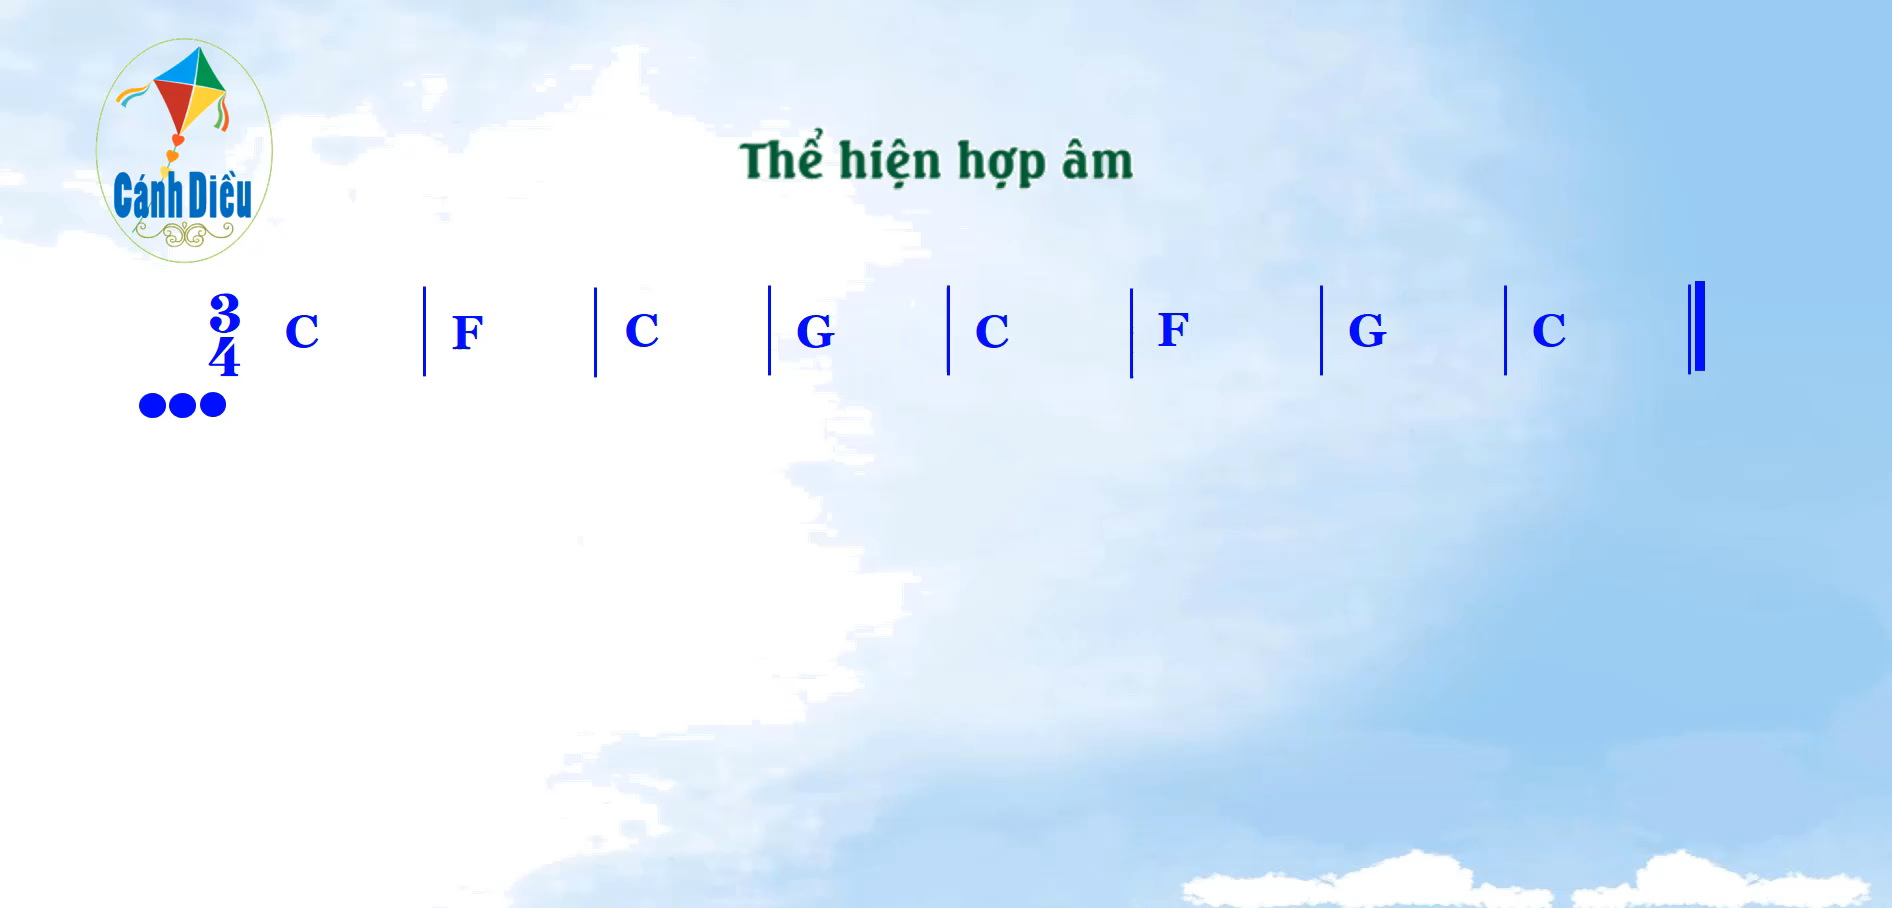 Cánh Diều
Thể hiện hợp âm
3
4
C F C G C F G C